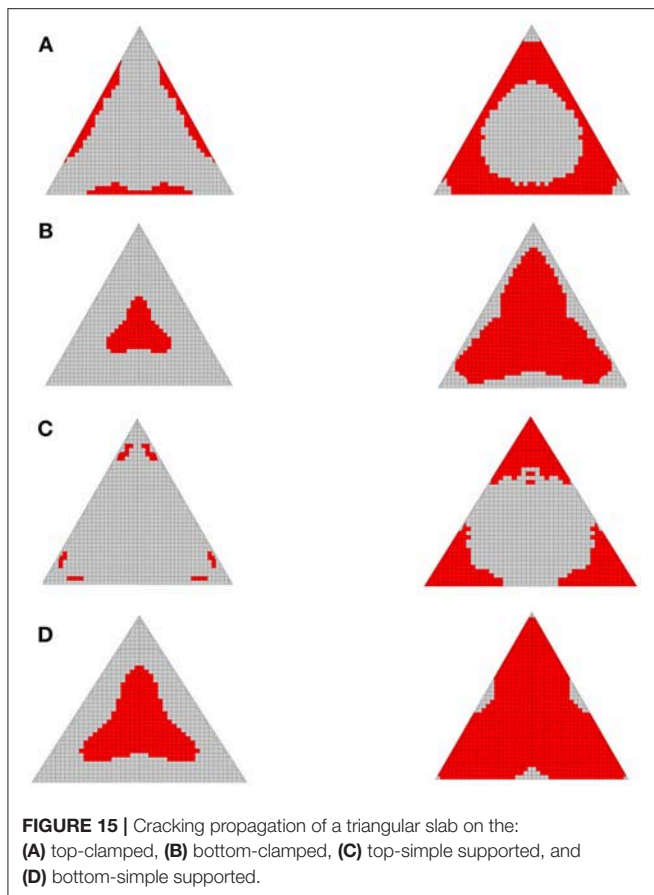 A
B
C
D
FIGURE 15 | Cracking propagation of a triangular slab on the:
(A) top-clamped, (B) bottom-clamped, (C) top-simple supported, and
(D) bottom-simple supported.